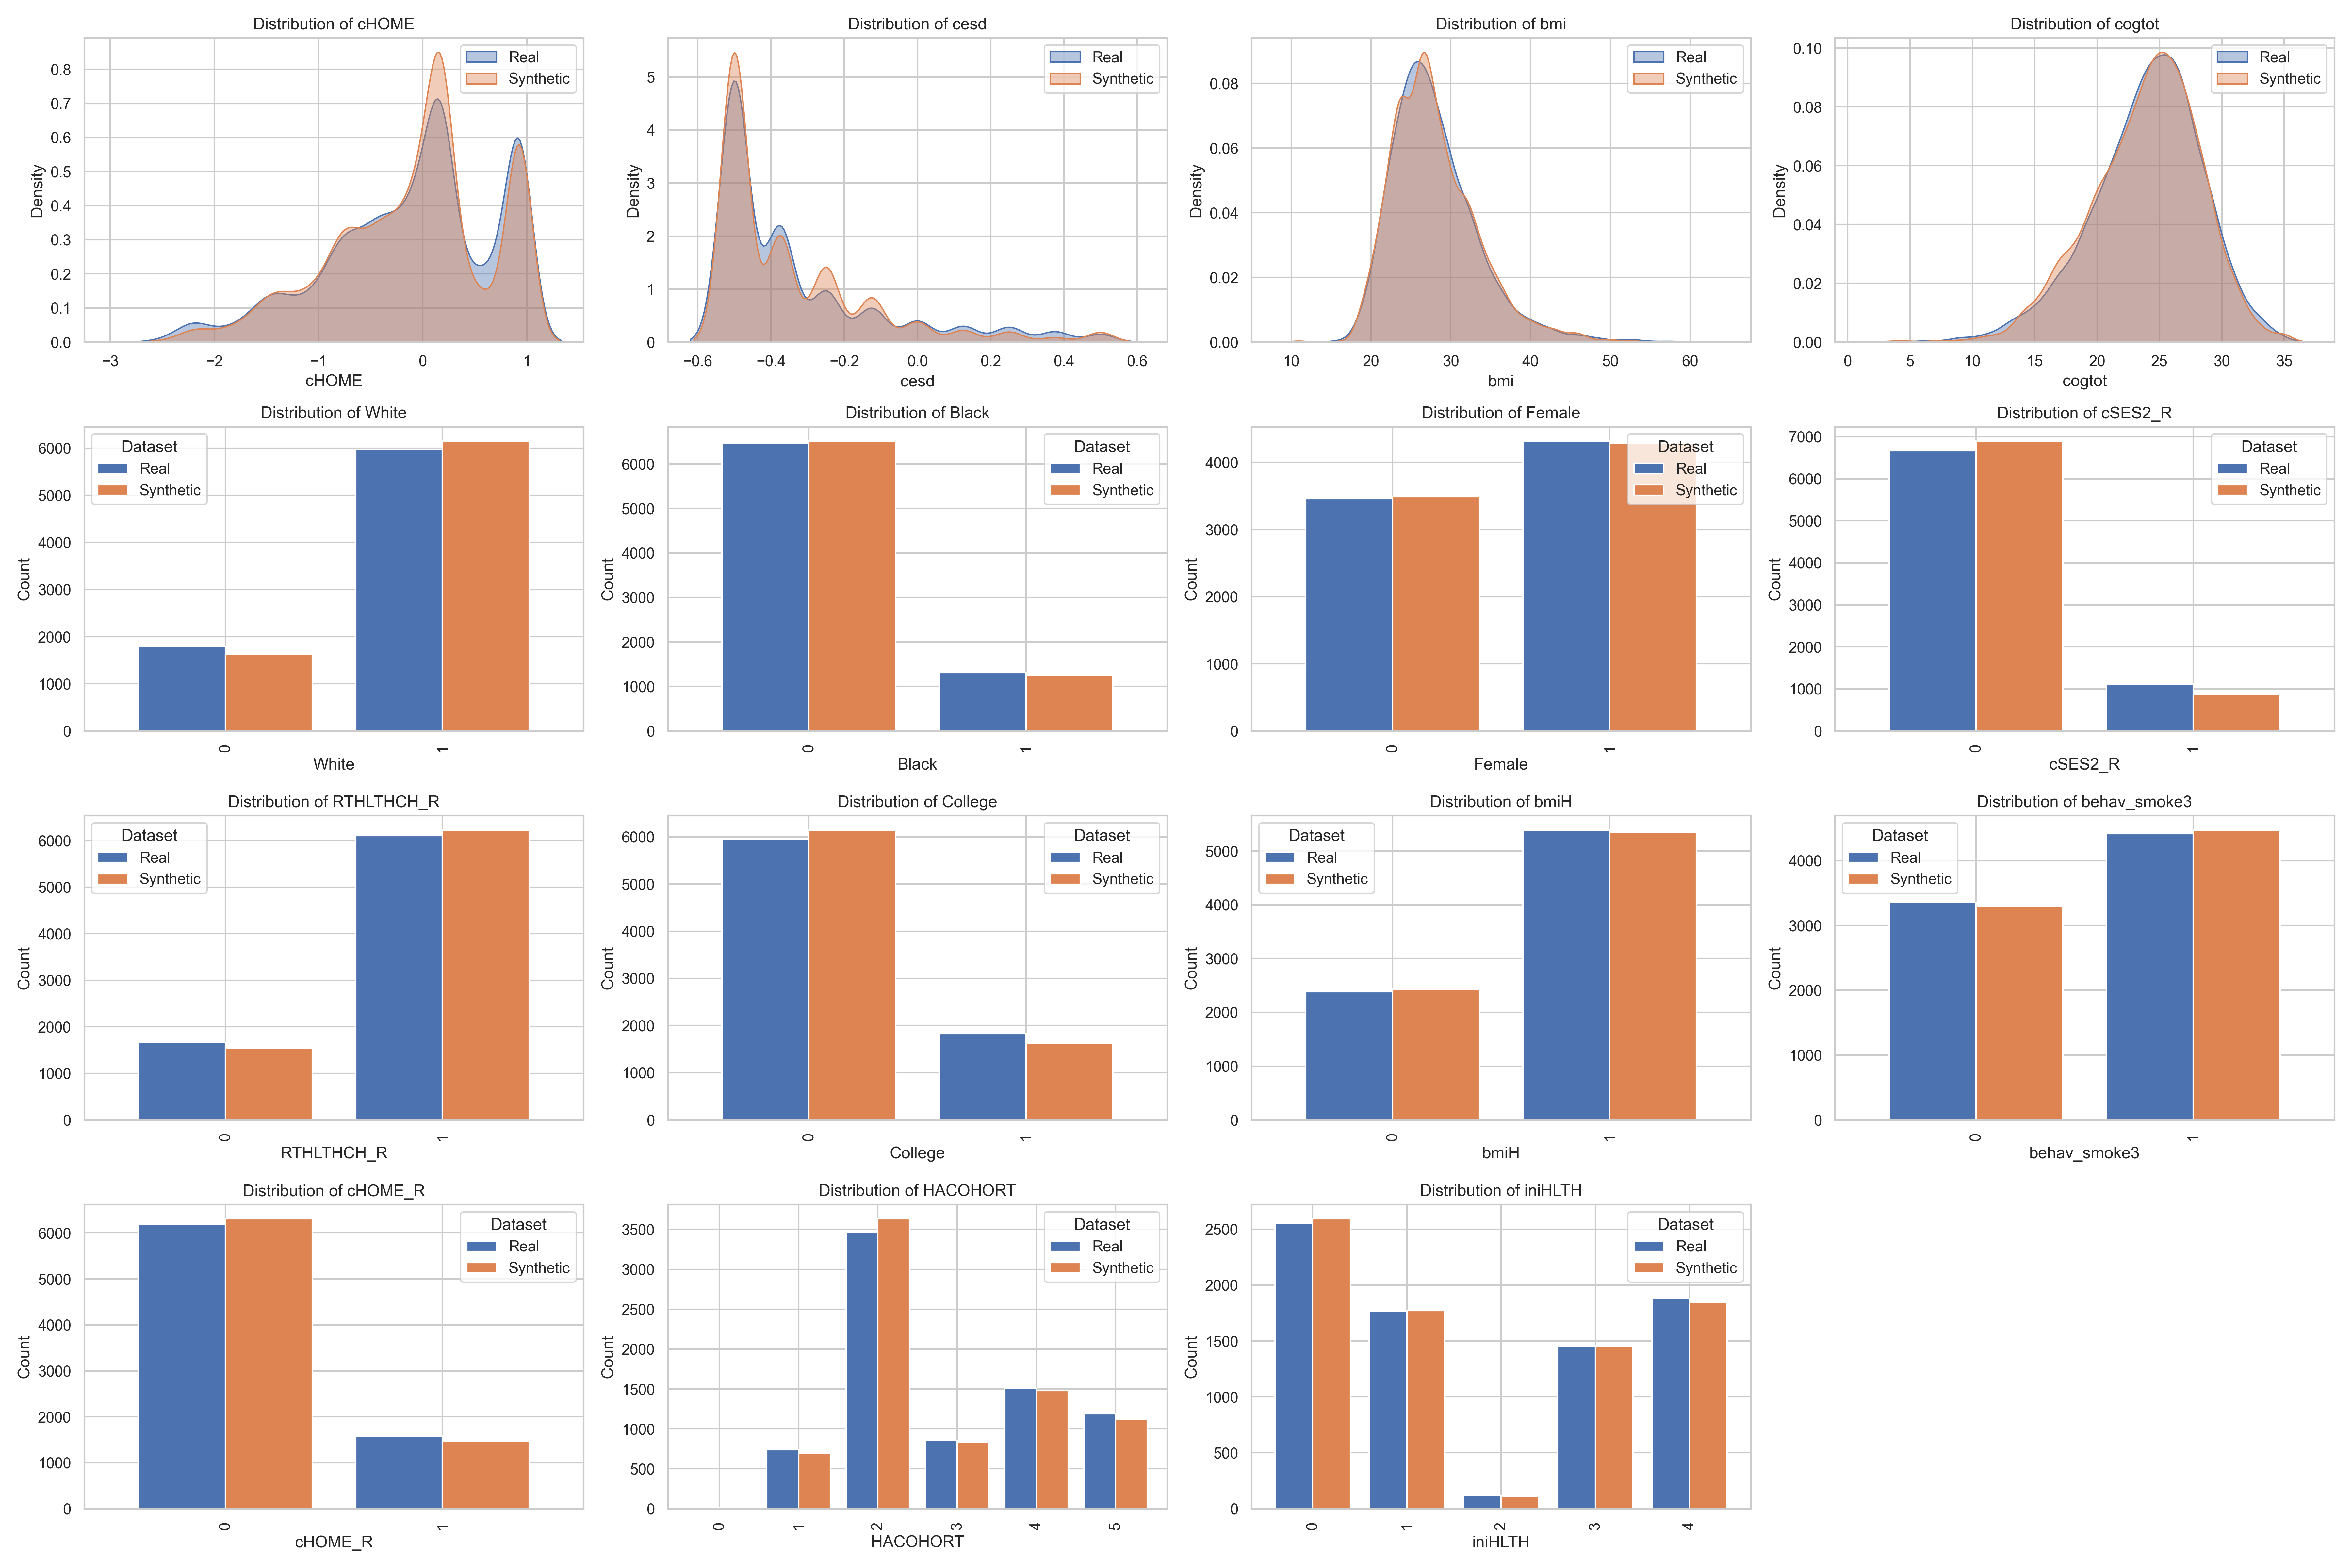 Distribution of cHOME
Real
Synthetic
Density
0.0
0.1
0.2
0.3
0.4
0.5
0.6
0.7
0.8
−3
−2
−1
0
1
cHOME
Distribution of cesd
Real
Synthetic
Density
0
1
2
3
4
5
−0.6
−0.4
−0.2
0.0
0.2
0.4
0.6
cesd
Distribution of bmi
Real
Synthetic
Density
0.00
0.02
0.04
0.06
0.08
10
20
30
40
50
60
bmi
Distribution of cogtot
Real
Synthetic
Density
0.00
0.02
0.04
0.06
0.08
0.10
0
5
10
15
20
25
30
35
cogtot
Distribution of White
Dataset
Real
Synthetic
Count
0
1000
2000
3000
4000
5000
6000
0
1
White
Distribution of Black
Dataset
Real
Synthetic
Count
0
1000
2000
3000
4000
5000
6000
0
1
Black
Distribution of Female
Dataset
Real
Synthetic
Count
0
1000
2000
3000
4000
0
1
Female
Distribution of cSES2_R
Dataset
Real
Synthetic
Count
0
1000
2000
3000
4000
5000
6000
7000
0
1
cSES2_R
Distribution of RTHLTHCH_R
Dataset
Real
Synthetic
Count
0
1000
2000
3000
4000
5000
6000
0
1
RTHLTHCH_R
Distribution of College
Dataset
Real
Synthetic
Count
0
1000
2000
3000
4000
5000
6000
0
1
College
Distribution of bmiH
Dataset
Real
Synthetic
Count
0
1000
2000
3000
4000
5000
0
1
bmiH
Distribution of behav_smoke3
Dataset
Real
Synthetic
Count
0
1000
2000
3000
4000
0
1
behav_smoke3
Distribution of cHOME_R
Dataset
Real
Synthetic
Count
0
1000
2000
3000
4000
5000
6000
0
1
cHOME_R
Distribution of HACOHORT
Dataset
Real
Synthetic
Count
0
500
1000
1500
2000
2500
3000
3500
0
1
2
3
4
5
HACOHORT
Distribution of iniHLTH
Dataset
Real
Synthetic
Count
0
500
1000
1500
2000
2500
0
1
2
3
4
iniHLTH